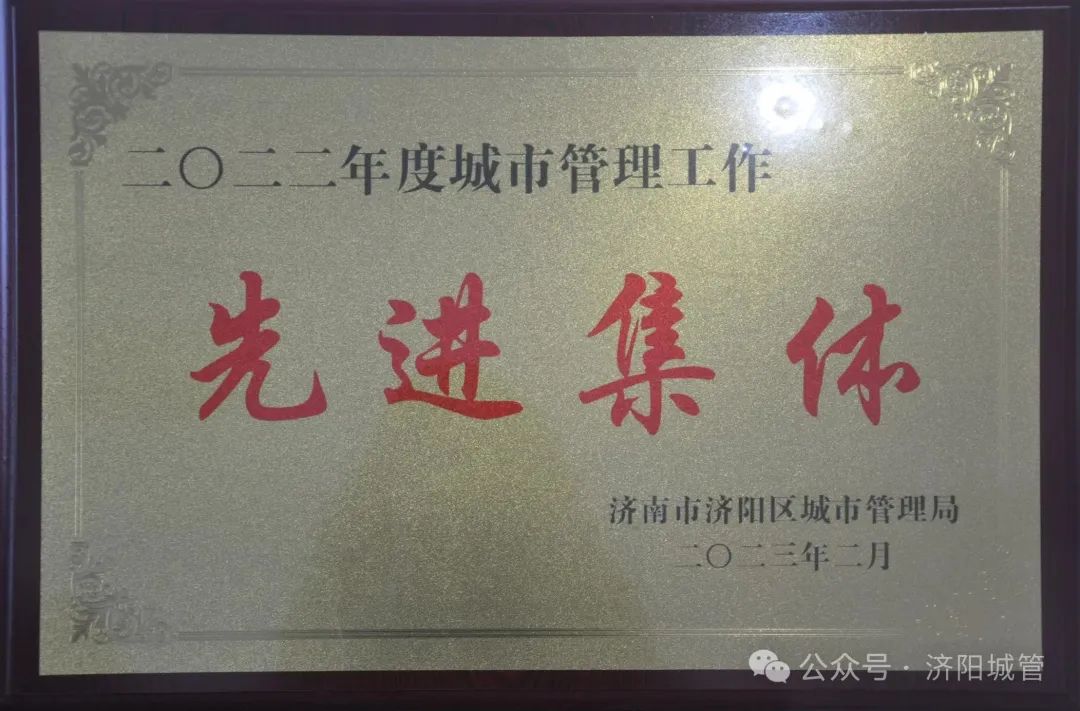 二〇二二年度城市管理工作
先进集体
济南市济阳区城市管理局
二〇二三年二月
公众号·济阳城管